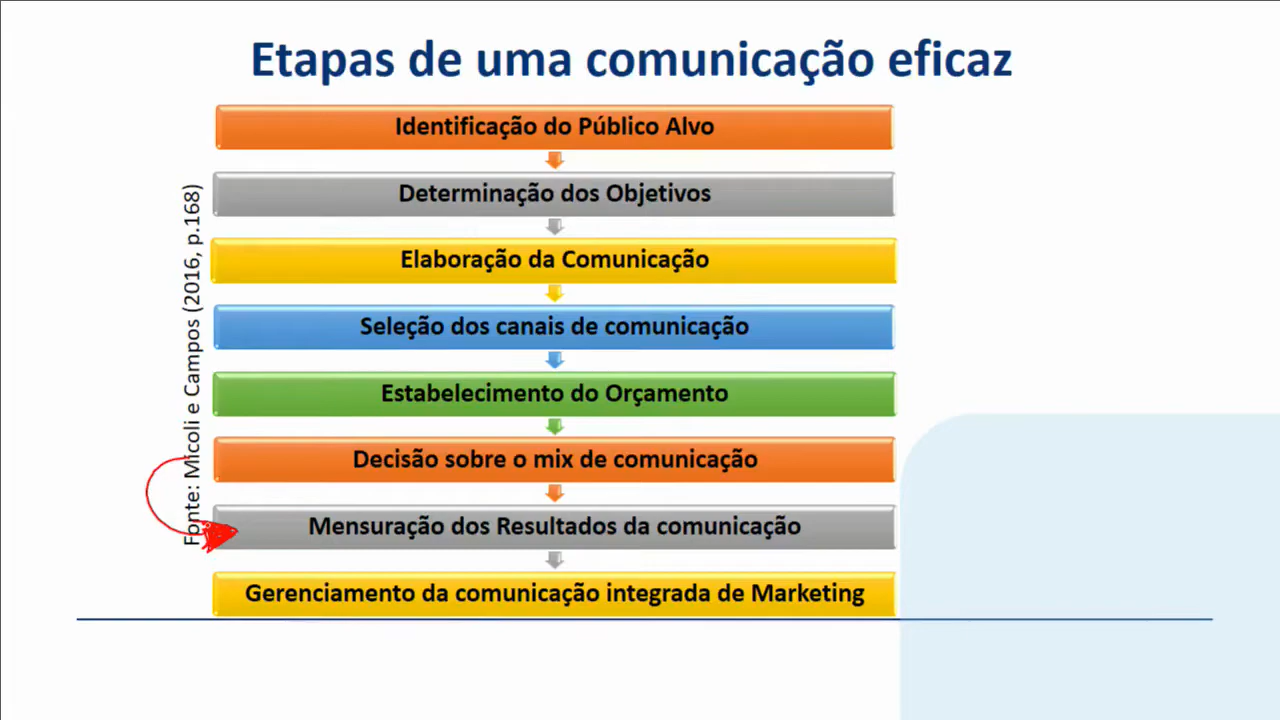 Etapas de uma comunicação eficaz
Identificação do Público Alvo
Determinação dos Objetivos
Elaboração da Comunicação
Seleção dos canais de comunicação
Estabelecimento do Orçamento
Decisão sobre o mix de comunicação
Mensuração dos Resultados da comunicação
Gerenciamento da comunicação integrada de Marketing
Fonte: Micoli e Campos (2016, p.168)